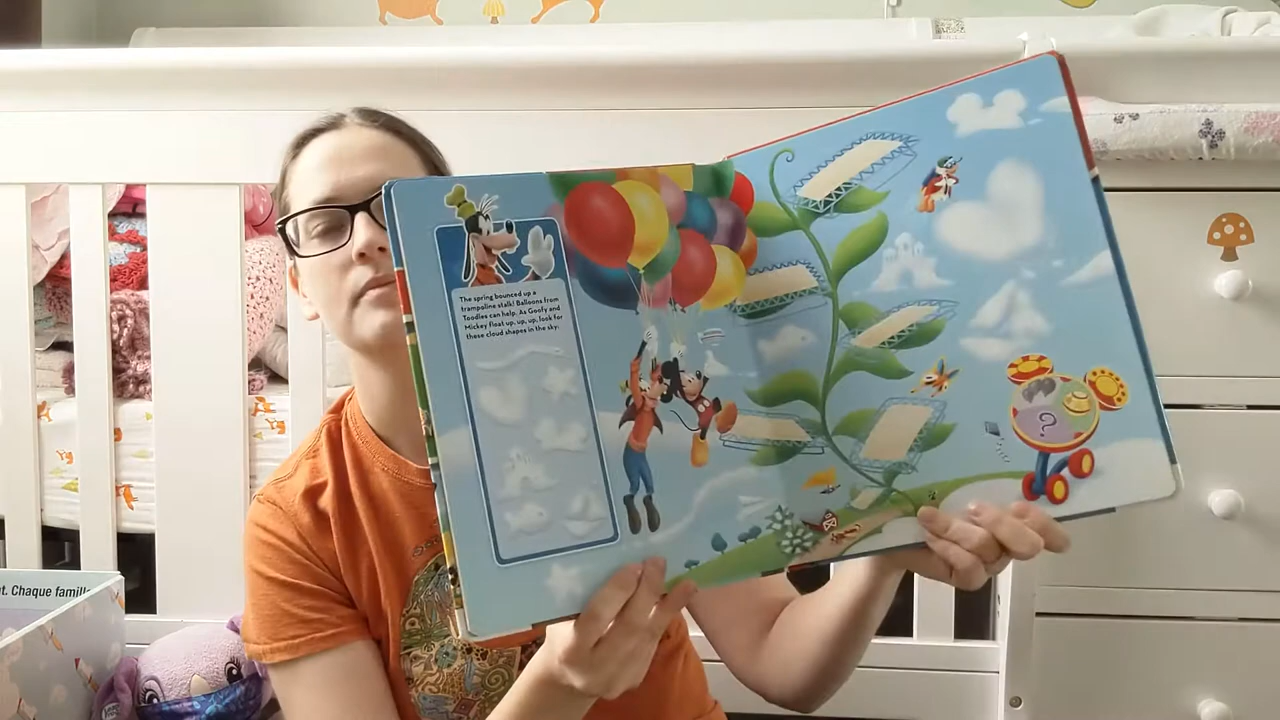 The spring bounced up a
trampoline stalk! Balloons from
Toodles can help. As Goofy and
Mickey float up, up, up, look for
these cloud shapes in the sky:
?
t. Chaque famill